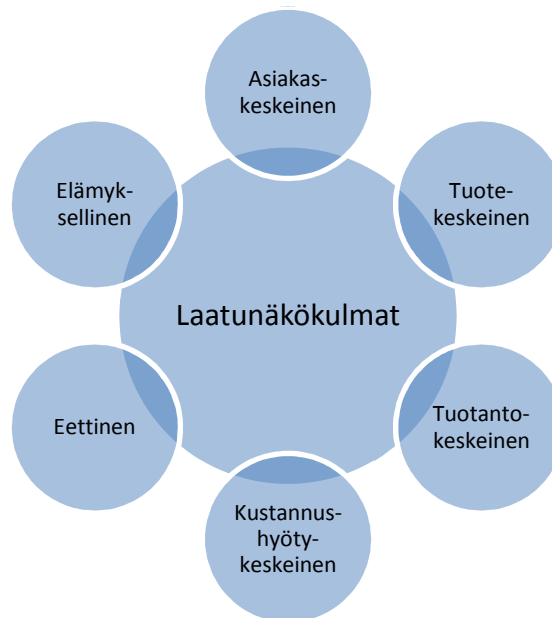 Asiakas-
keskeinen
Elämyk-
sellinen
Tuote-
keskeinen
Laatunäkökulmat
Eettinen
Tuotanto-
keskeinen
Kustannus-
hyöty-
keskeinen